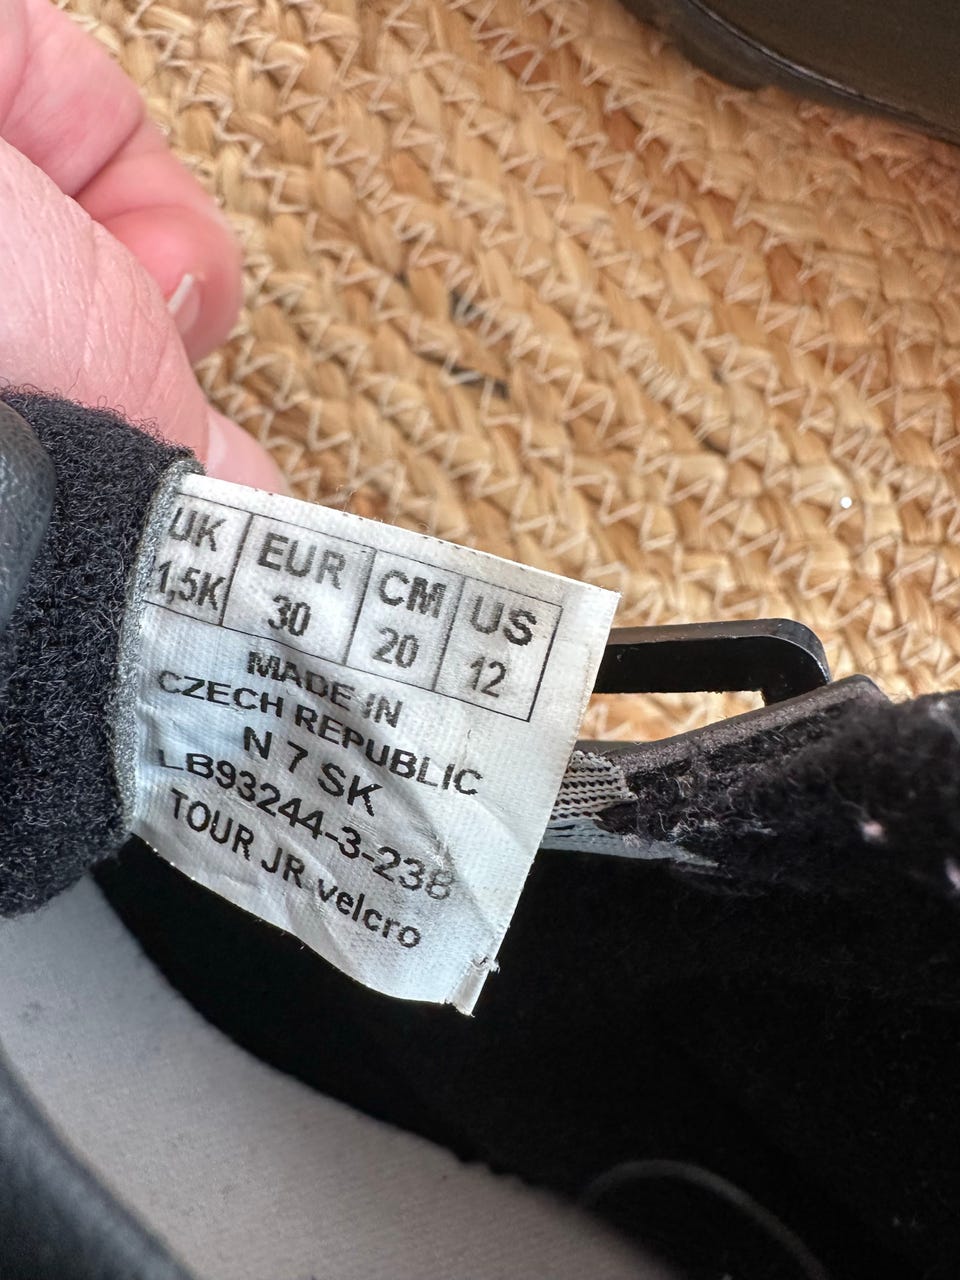 UK EUR CM US
1,5K 30 20 12
MADE IN
CZECH REPUBLIC
N 7 SK
LB93244-3-238
TOUR JR velcro